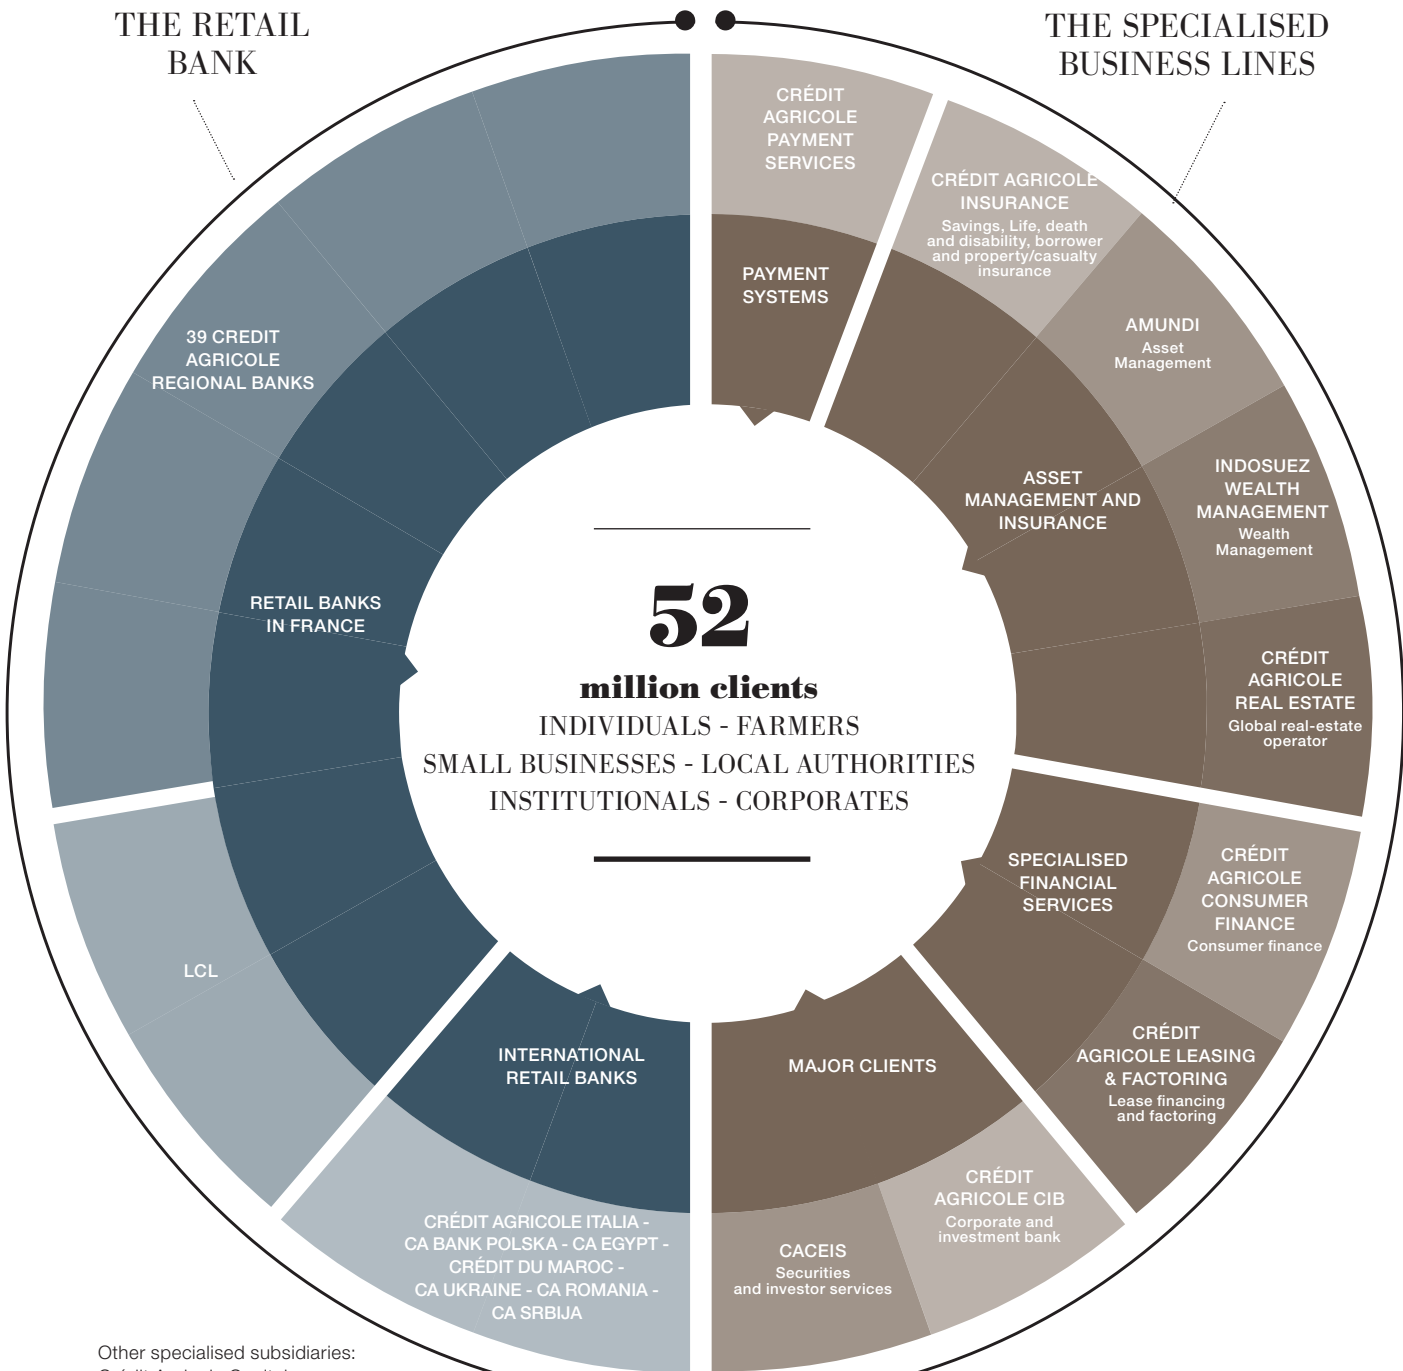 THE RETAIL
BANK
THE SPECIALISED
BUSINESS LINES
CRÉDIT
AGRICOLE
PAYMENT
SERVICES
PAYMENT
SYSTEMS
CRÉDIT AGRICOLE
INSURANCE
Savings, Life, death
and disability, borrower
and property/casualty
insurance
AMUNDI
Asset
Management
INDOSUEZ
WEALTH
MANAGEMENT
Wealth
Management
ASSET
MANAGEMENT AND
INSURANCE
CRÉDIT
AGRICOLE
REAL ESTATE
Global real-estate
operator
39 CREDIT
AGRICOLE
REGIONAL BANKS
RETAIL BANKS
IN FRANCE
52
million clients
INDIVIDUALS - FARMERS
SMALL BUSINESSES - LOCAL AUTHORITIES
INSTITUTIONALS - CORPORATES
SPECIALISED
FINANCIAL
SERVICES
CRÉDIT
AGRICOLE
CONSUMER
FINANCE
Consumer finance
CRÉDIT
AGRICOLE LEASING
& FACTORING
Lease financing
and factoring
LCL
INTERNATIONAL
RETAIL BANKS
MAJOR CLIENTS
CRÉDIT
AGRICOLE CIB
Corporate and
investment bank
CACEIS
Securities
and investor services
CRÉDIT AGRICOLE ITALIA -
CA BANK POLSKA - CA EGYPT -
CRÉDIT DU MAROC -
CA UKRAINE - CA ROMANIA -
CA SRBIJA
Other specialised subsidiaries: